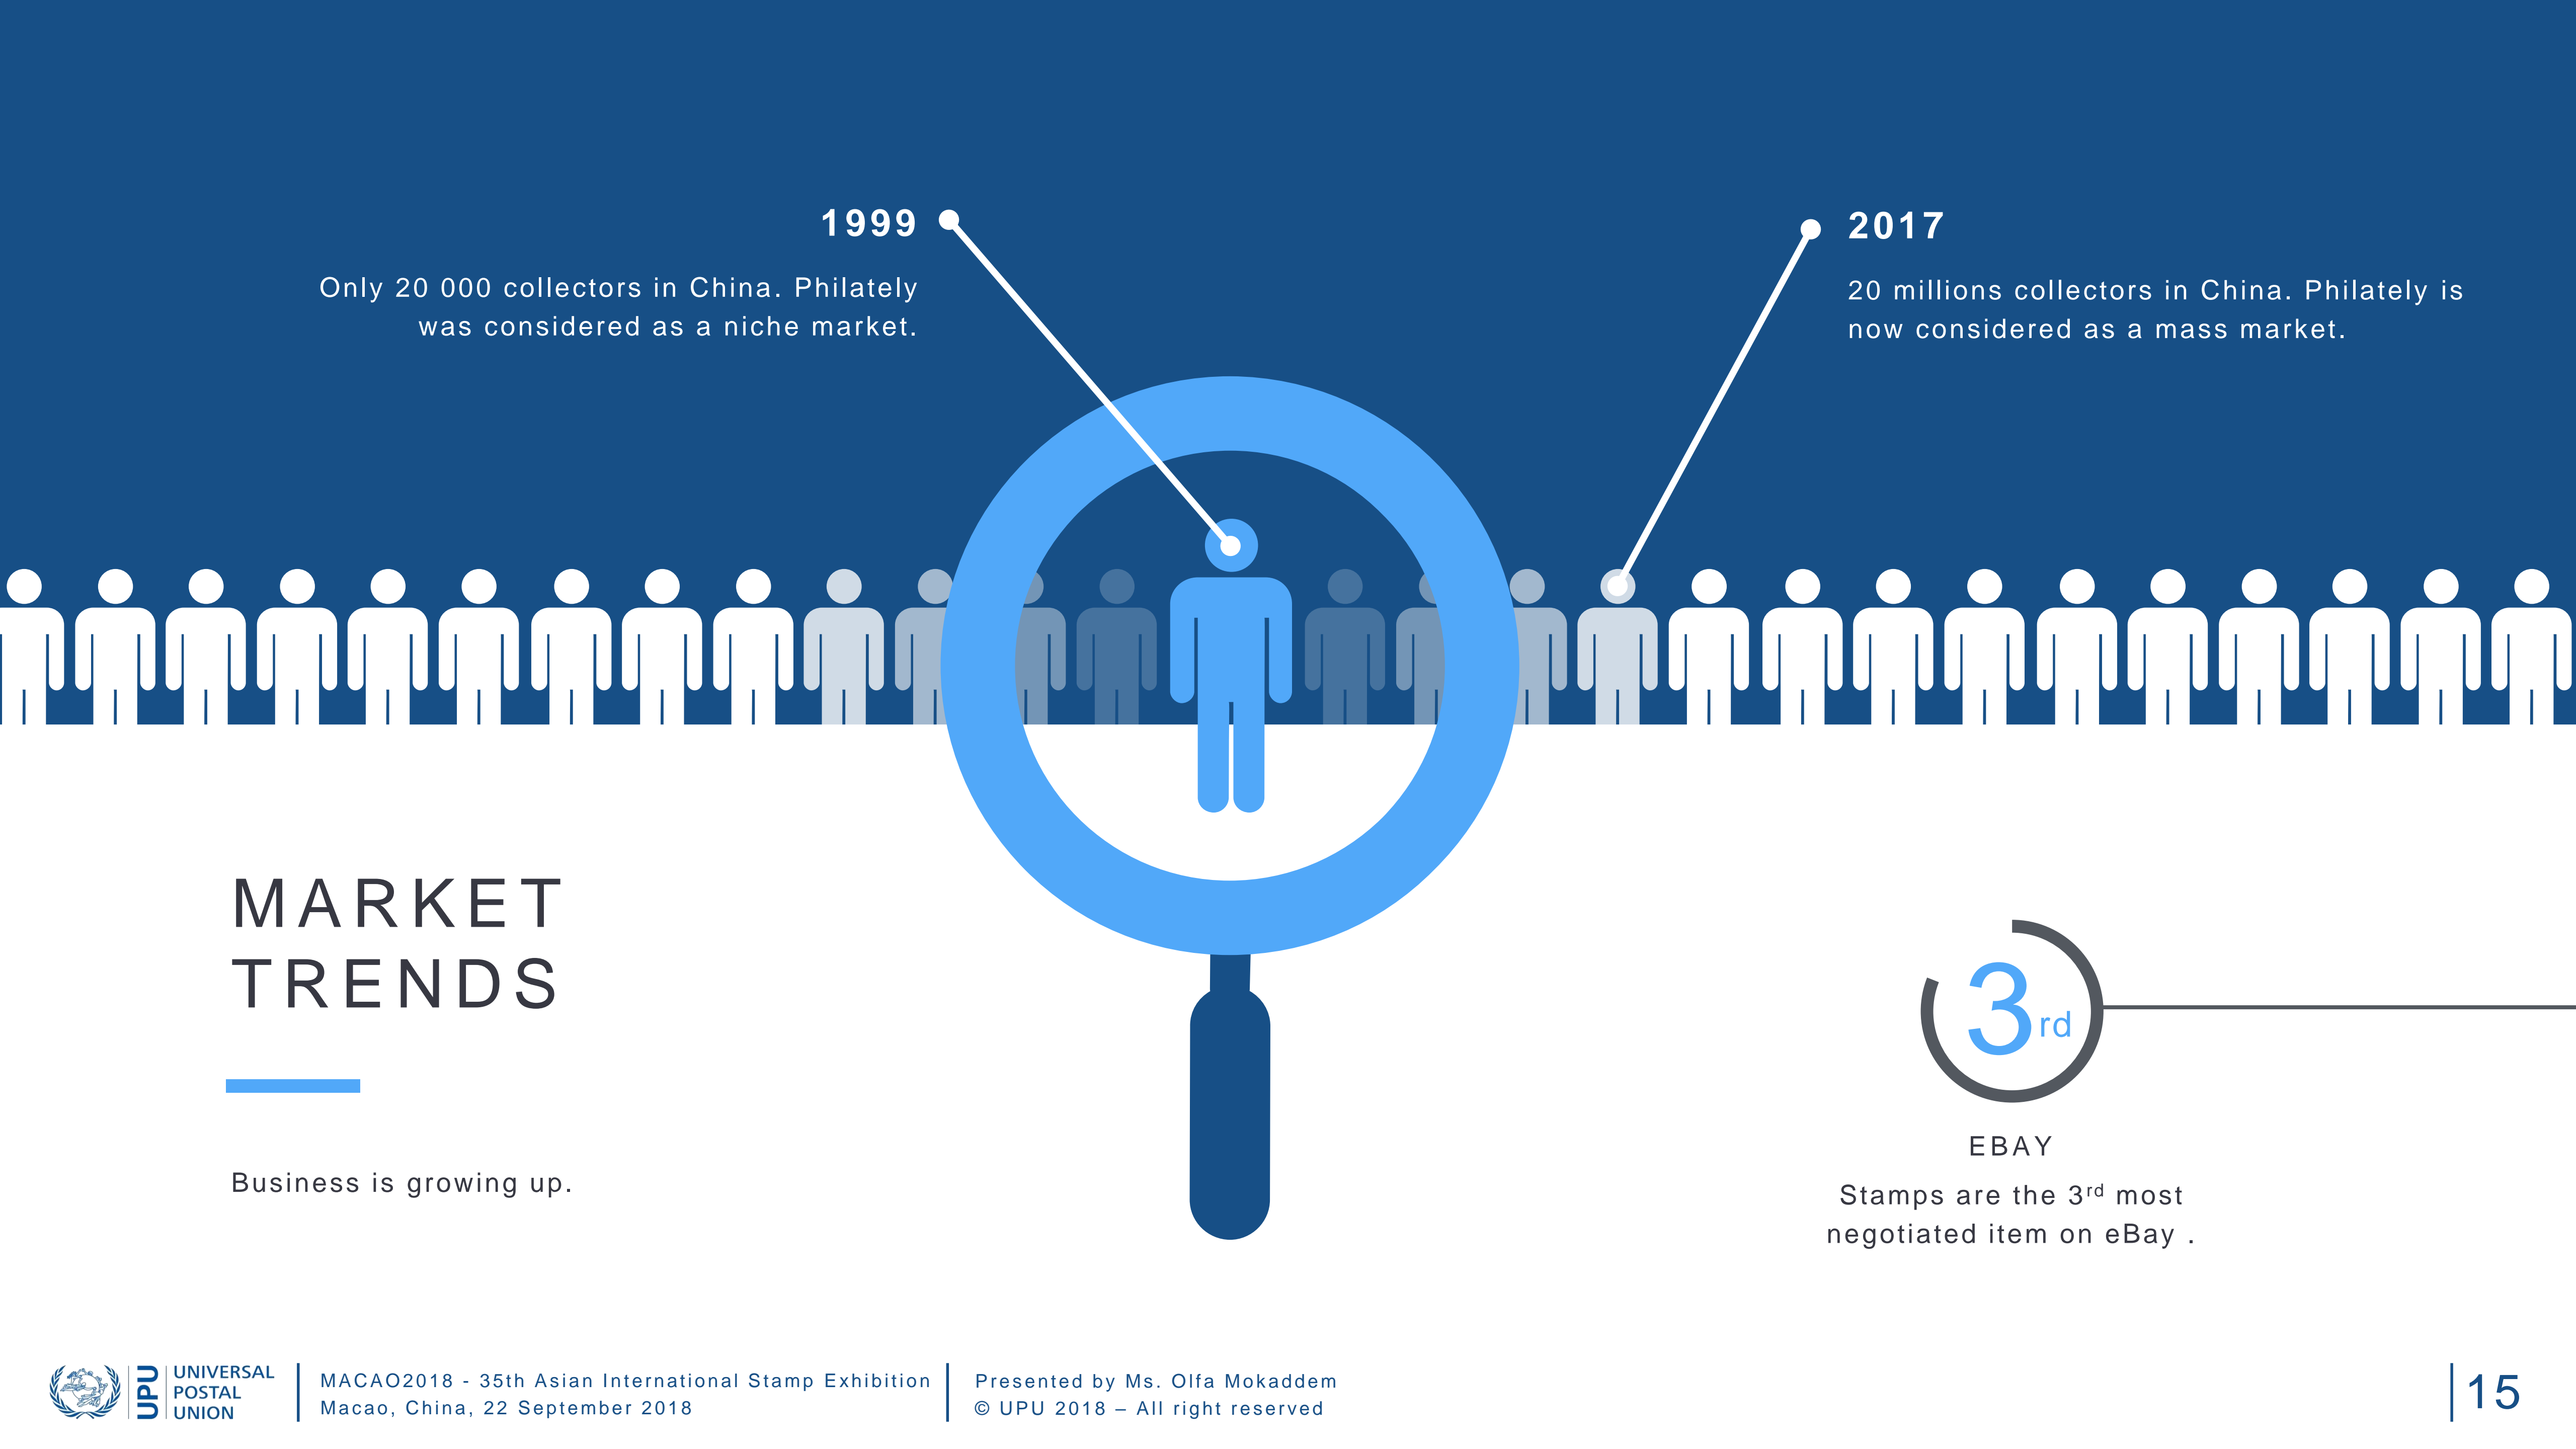 1999
Only 20 000 collectors in China. Philately
was considered as a niche market.
2017
20 millions collectors in China. Philately is
now considered as a mass market.
MARKET
TRENDS
Business is growing up.
3rd
EBAY
Stamps are the 3rd most
negotiated item on eBay .
UPU
UNIVERSAL
POSTAL
UNION
MACAO2018 - 35th Asian International Stamp Exhibition
Macao, China, 22 September 2018
Presented by Ms. Olfa Mokaddem
© UPU 2018 – All right reserved
15